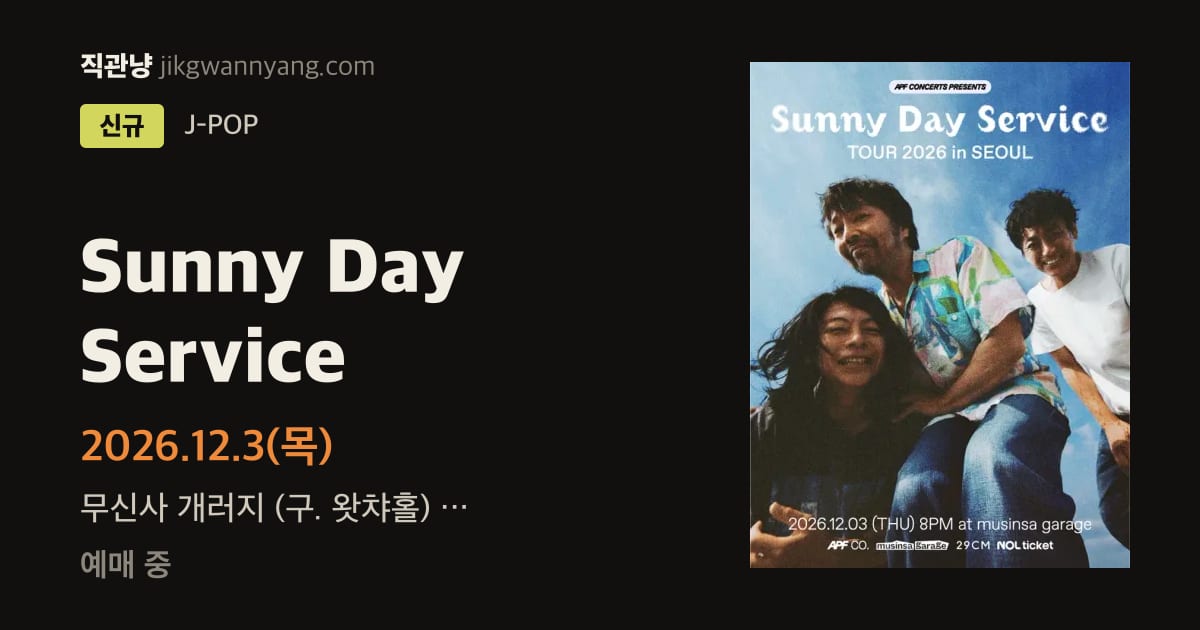 직관냥 jikgwannyang.com
신규 J-POP
Sunny Day
Service
2026.12.3(목)
무신사 개러지 (구. 왓챠홀) …
예매 중
APF CONCERTS PRESENTS
Sunny Day Service
TOUR 2026 in SEOUL
2026.12.03 (THU) 8PM at musinsa garage
APF CO. musinsa garage 29CM NOL ticket